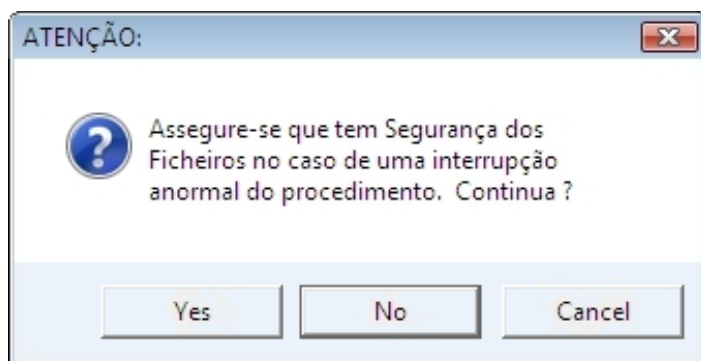 ATENÇÃO:
Assegure-se que tem Segurança dos
Ficheiros no caso de uma interrupção
anormal do procedimento.  Continua ?
Yes No Cancel